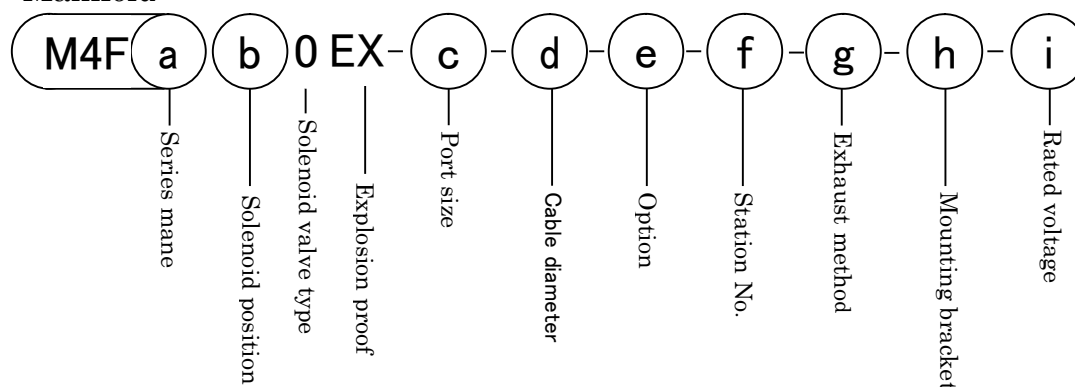 M4F a b 0 EX - c - d - e - f - g - h - i
Series mane
Solenoid position
Solenoid valve type
Explosion proof
Port size
Cable diameter
Option
Station No.
Exhaust method
Mounting bracket
Rated voltage